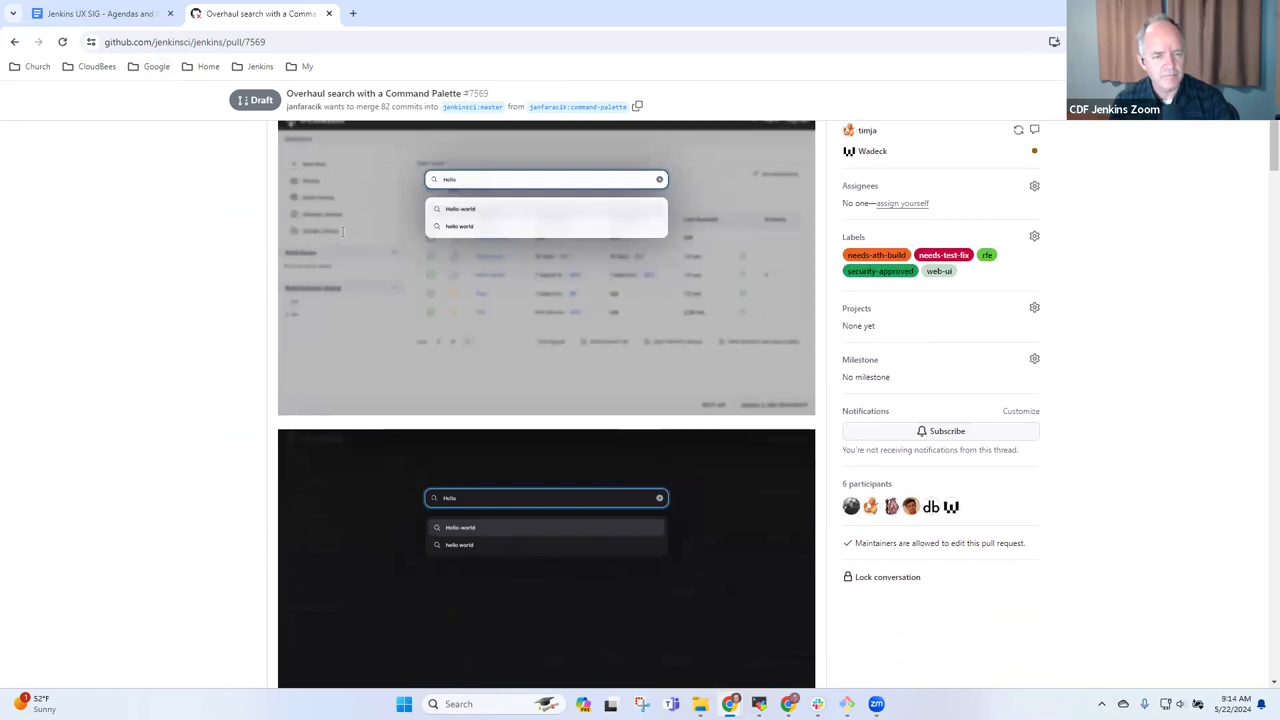 Jenkins UX SIG - Agendas and
Overhaul search with a Comma
github.com/jenkinsci/jenkins/pull/7569
Church
CloudBees
Google
Home
Jenkins
My
CDF Jenkins Zoom
Draft
Overhaul search with a Command Palette #7569
janfaracik wants to merge 82 commits into jenkinsci:master from janfaracik:command-palette
Hello
Hello-world
hello world
Hello
Hello-world
hello world
timja
Wadeck
Assignees
No one—assign yourself
Labels
needs-ath-build
needs-test-fix
rfe
security-approved
web-ui
Projects
None yet
Milestone
No milestone
Notifications
Customize
Subscribe
You're not receiving notifications from this thread.
6 participants
db
Maintainers are allowed to edit this pull request.
Lock conversation
1
52°F
Sunny
Search
9:14 AM
5/22/2024